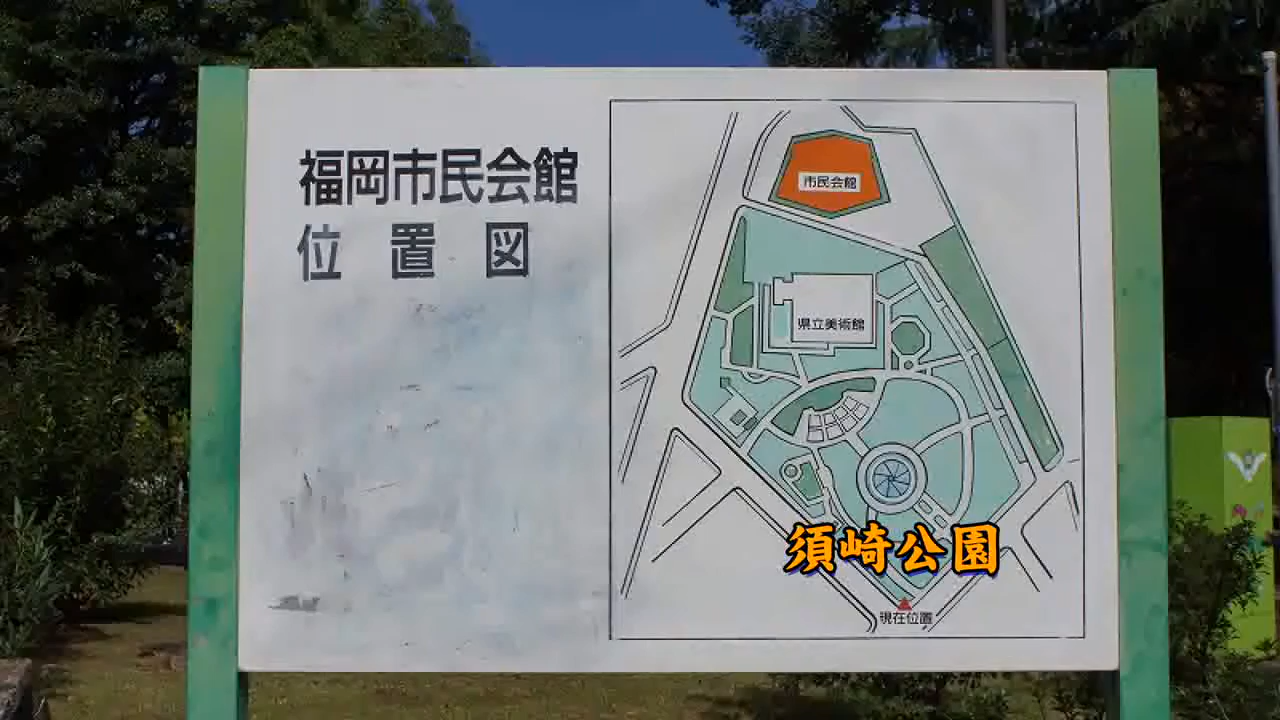 福岡市民会館
位置図
市民会館
県立美術館
須崎公園
現在位置